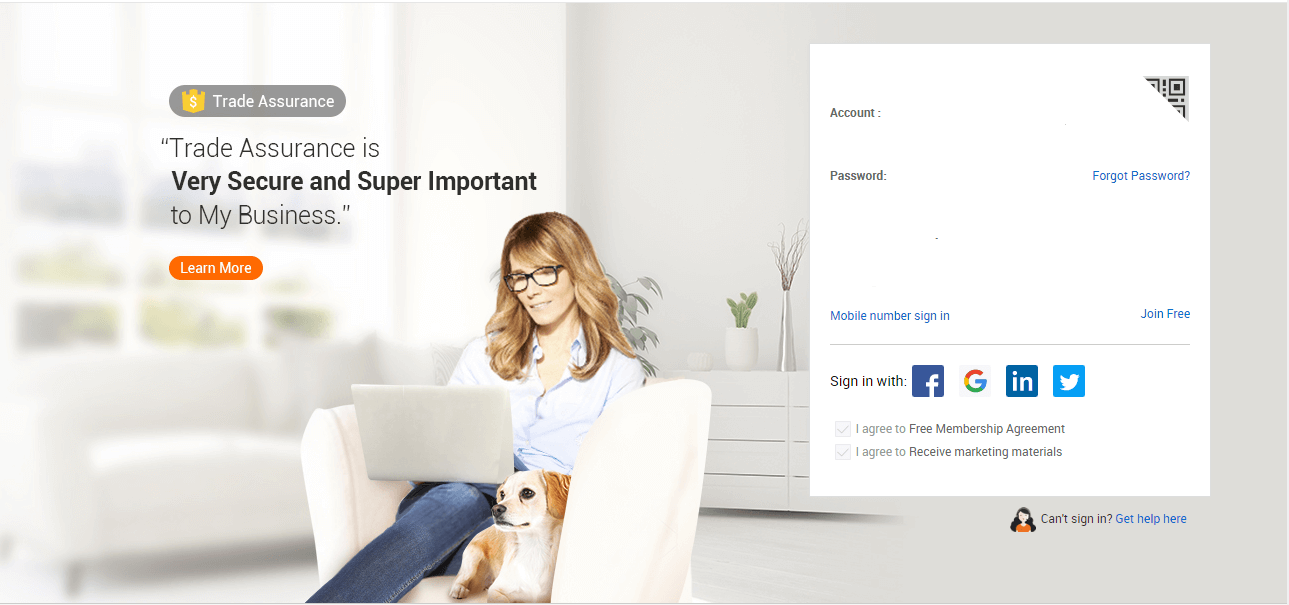 Trade Assurance
“Trade Assurance is
Very Secure and Super Important
to My Business.”
Learn More
Account :
Password:
Forgot Password?
Mobile number sign in
Join Free
Sign in with:
I agree to Free Membership Agreement
I agree to Receive marketing materials
Can't sign in? Get help here